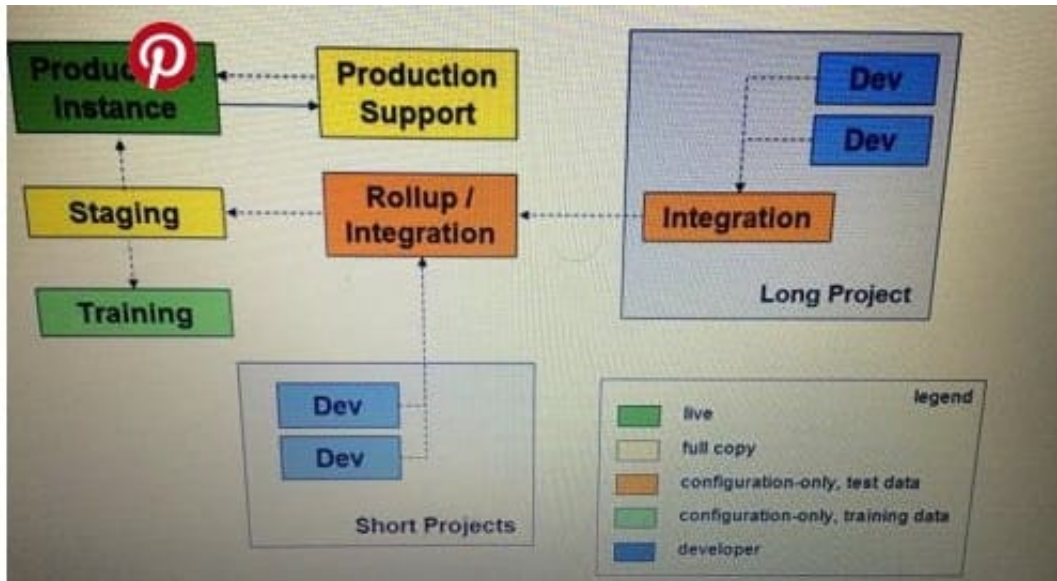 Instance
Production
Support
Staging
Rollup /
Integration
Training
Dev
Dev
Integration
Long Project
Dev
Dev
Short Projects
legend
live
full copy
configuration-only, test data
configuration-only, training data
developer